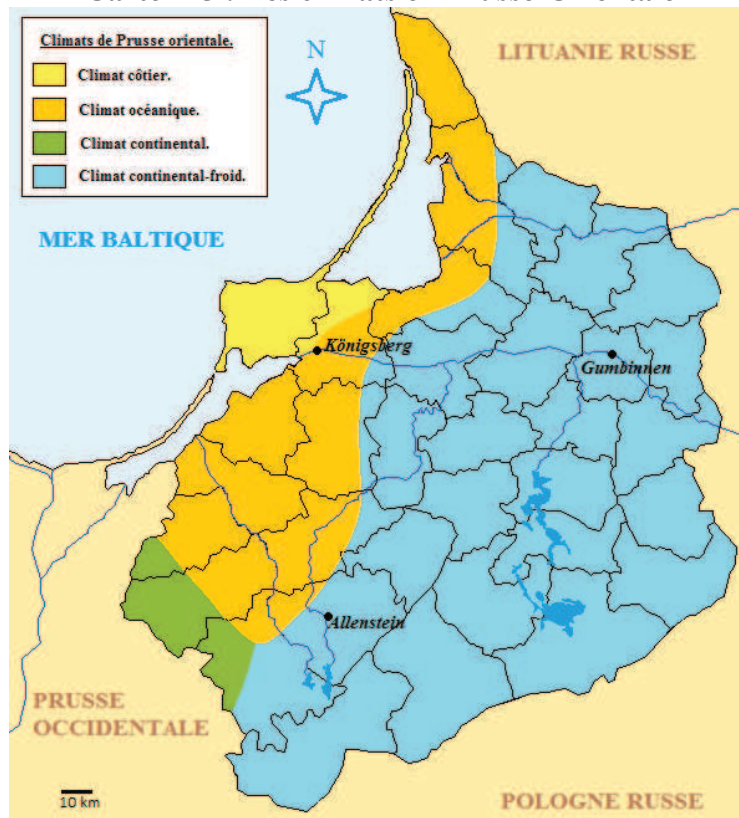 Climats de Prusse orientale.
Climat côtier.
Climat océanique.
Climat continental.
Climat continental-froid.
N
LITUANIE RUSSE
MER BALTIQUE
Königsberg
Gumbinnen
Allenstein
PRUSSE
OCCIDENTALE
10 km
POLOGNE RUSSE